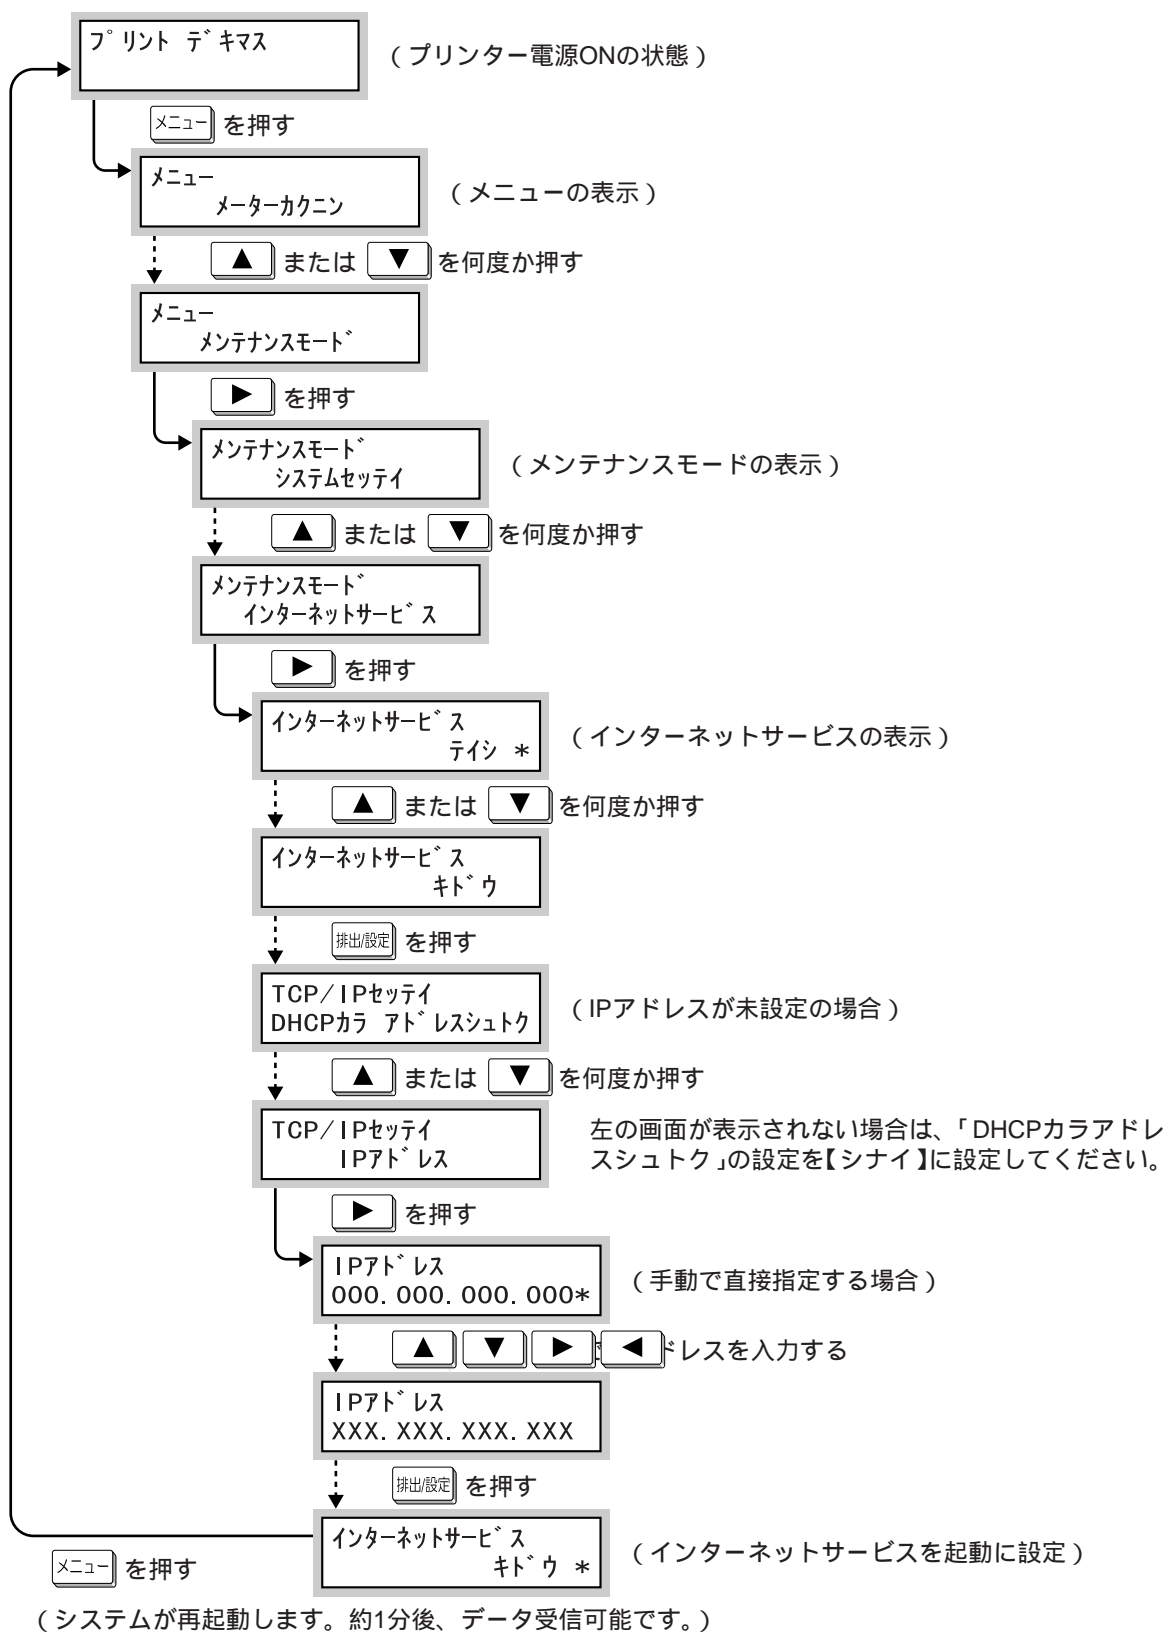 プリント デキマス
（プリンター電源ONの状態）
メニュー を押す
メニュー
メーターカクニン
（メニューの表示）
▲ または ▼ を何度か押す
メニュー
メンテナンスモード
▶ を押す
メンテナンスモード
システムセッテイ
（メンテナンスモードの表示）
▲ または ▼ を何度か押す
メンテナンスモード
インターネットサービス
▶ を押す
インターネットサービス
テイシ *
（インターネットサービスの表示）
▲ または ▼ を何度か押す
インターネットサービス
キドウ
排出/設定 を押す
TCP/IPセッテイ
DHCPカラ アドレスシュトク
（IPアドレスが未設定の場合）
▲ または ▼ を何度か押す
TCP/IPセッテイ
IPアドレス
左の画面が表示されない場合は、「DHCPカラアドレ
スシュトク」の設定を【シナイ】に設定してください。
▶ を押す
IPアドレス
000.000.000.000*
（手動で直接指定する場合）
▲ ▼ ▶ ◀ ドレスを入力する
IPアドレス
XXX.XXX.XXX.XXX
排出/設定 を押す
インターネットサービス
キドウ *
（インターネットサービスを起動に設定）
メニュー を押す
（システムが再起動します。約1分後、データ受信可能です。）